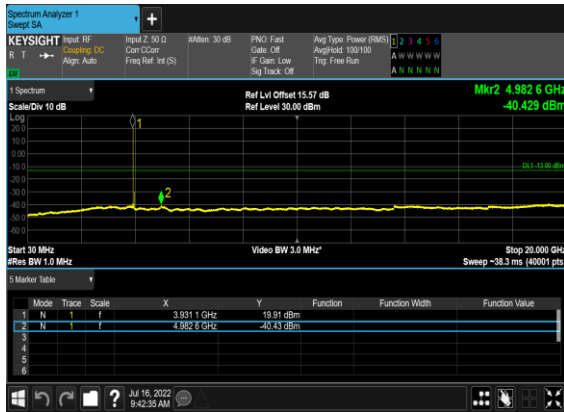 Spectrum Analyzer 1
Swept SA
+
KEYSIGHT Input: RF Input Z: 50 Ω #Atten: 30 dB PNO: Fast Avg Type: Power (RMS) 1 2 3 4 5 6
R T Coupling: DC Corr CCorr Gate: Off Avg|Hold: 100/100 A W W W W W
Align: Auto Freq Ref: Int (S) IF Gain: Low Trig: Free Run
LXI Sig Track: Off A N N N N N
1 Spectrum Ref Lvl Offset 15.57 dB Mkr2 4.982 6 GHz
Scale/Div 10 dB Ref Level 30.00 dBm -40.429 dBm
Log
20.0
10.0
0.00
-10.0
-20.0
-30.0
-40.0
-50.0
-60.0
1
2
DL1 -13.00 dBm
Start 30 MHz Video BW 3.0 MHz* Stop 20.000 GHz
#Res BW 1.0 MHz Sweep ~38.3 ms (40001 pts)
5 Marker Table
Mode Trace Scale X Y Function Function Width Function Value
1 N 1 f 3.931 1 GHz 19.91 dBm
2 N 1 f 4.982 6 GHz -40.43 dBm
3
4
5
6
? Jul 16, 2022
9:42:35 AM